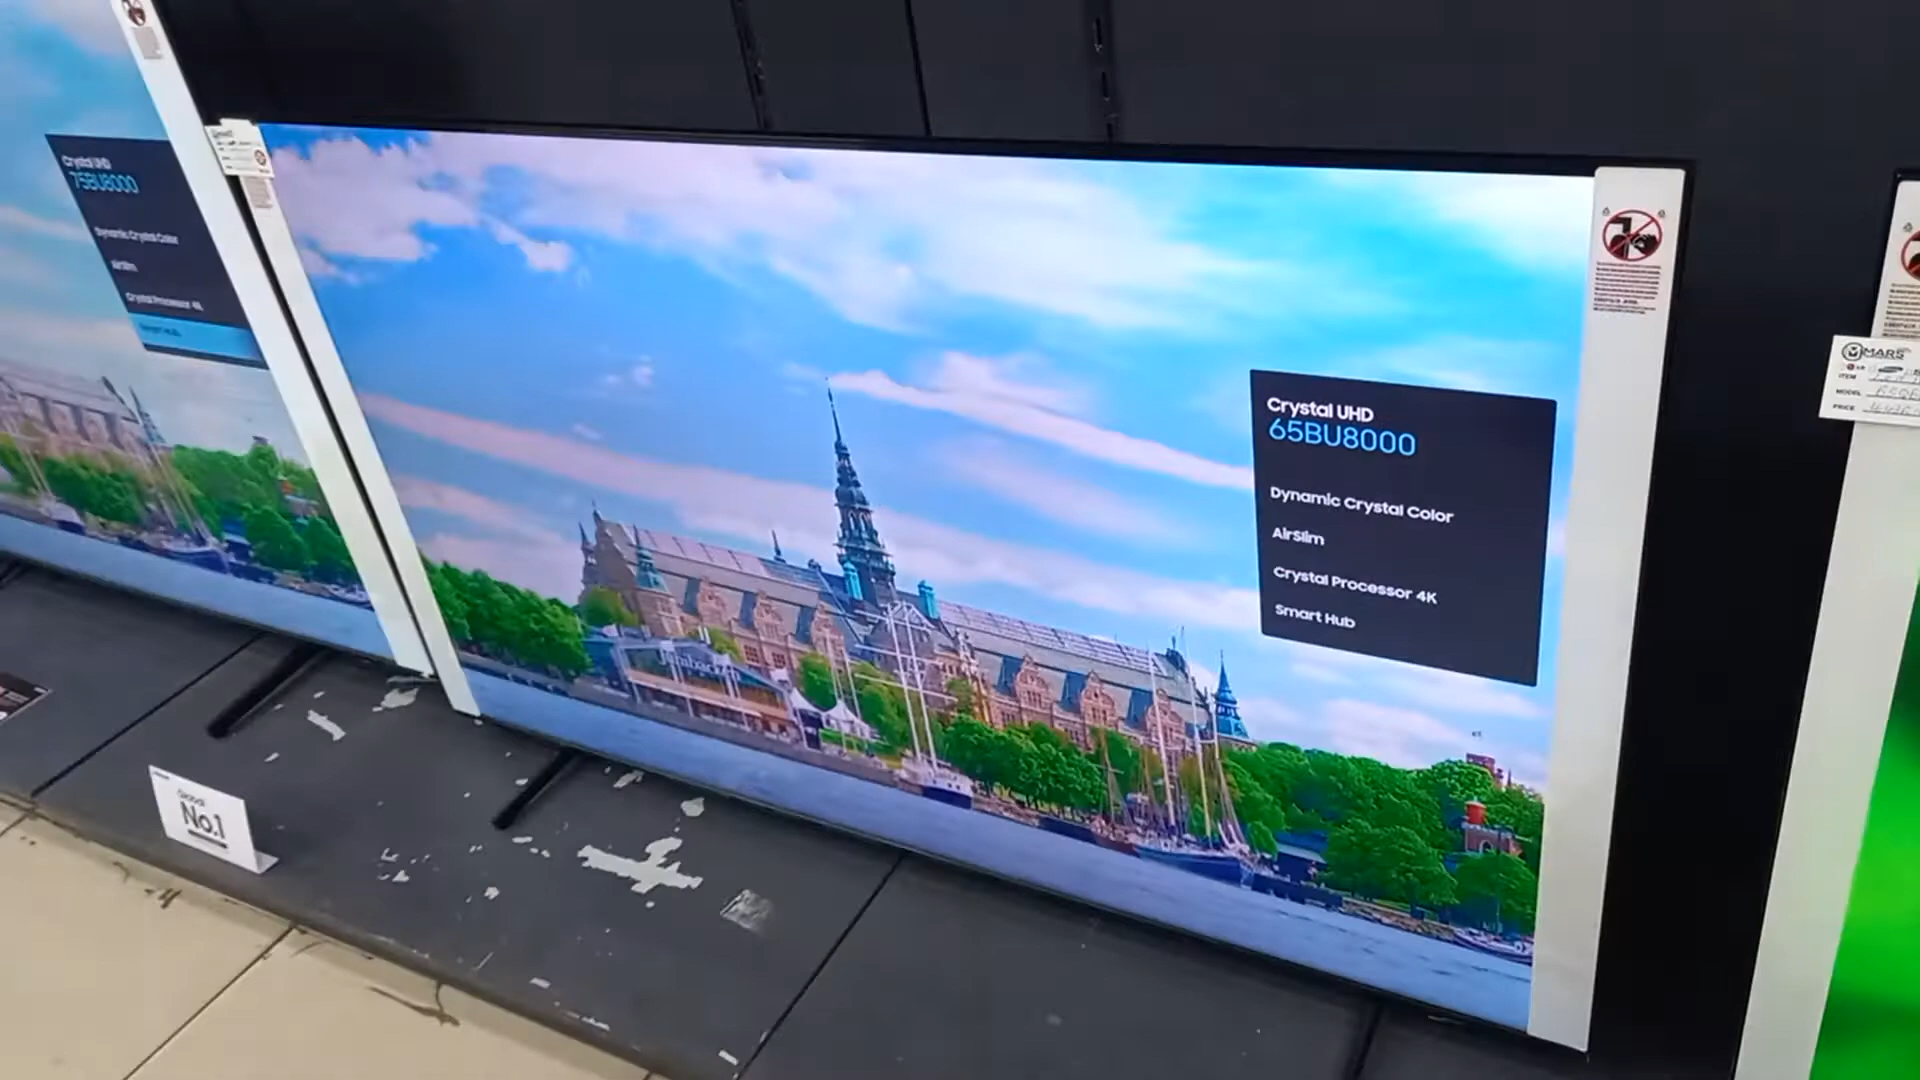 Crystal UHD
75BU8000
Dynamic Crystal Color
AirSlim
Crystal Processor 4K
Smart Hub
Crystal UHD
65BU8000
Dynamic Crystal Color
AirSlim
Crystal Processor 4K
Smart Hub
Global
No.1
MARS
ITEM
MODEL
PRICE